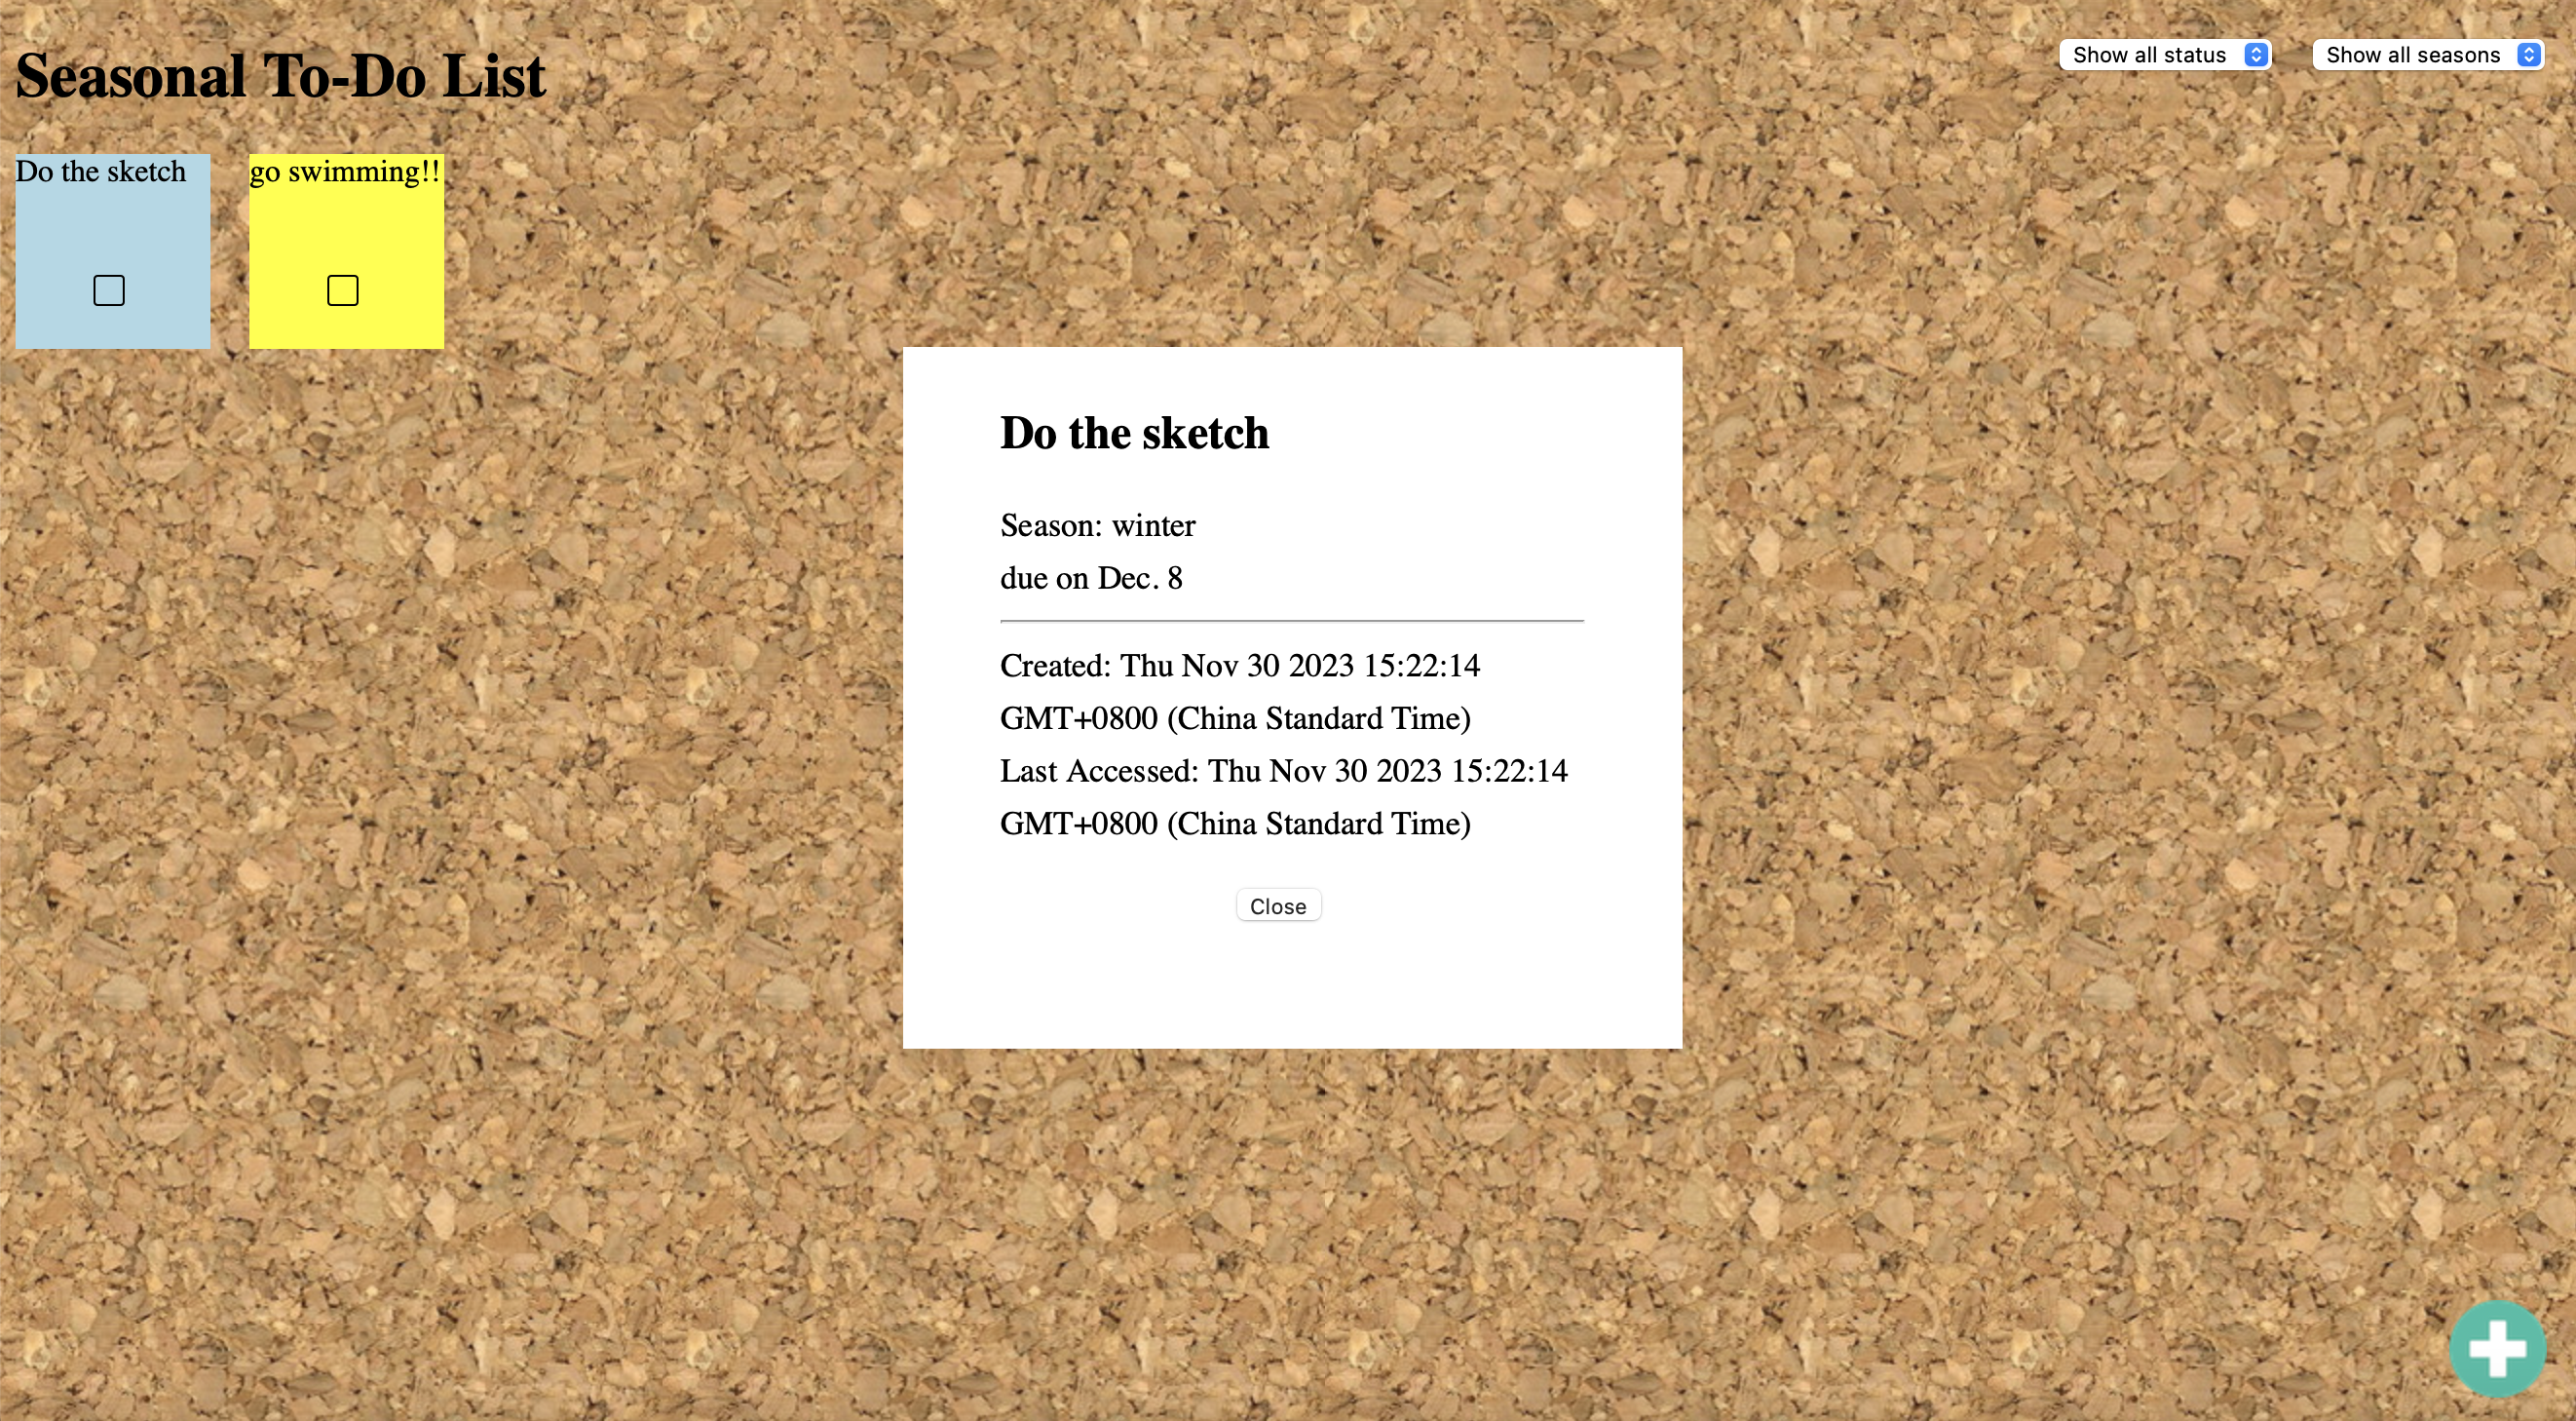 Seasonal To-Do List
Show all status
Show all seasons
Do the sketch
go swimming!!
Do the sketch
Season: winter
due on Dec. 8
Created: Thu Nov 30 2023 15:22:14
GMT+0800 (China Standard Time)
Last Accessed: Thu Nov 30 2023 15:22:14
GMT+0800 (China Standard Time)
Close